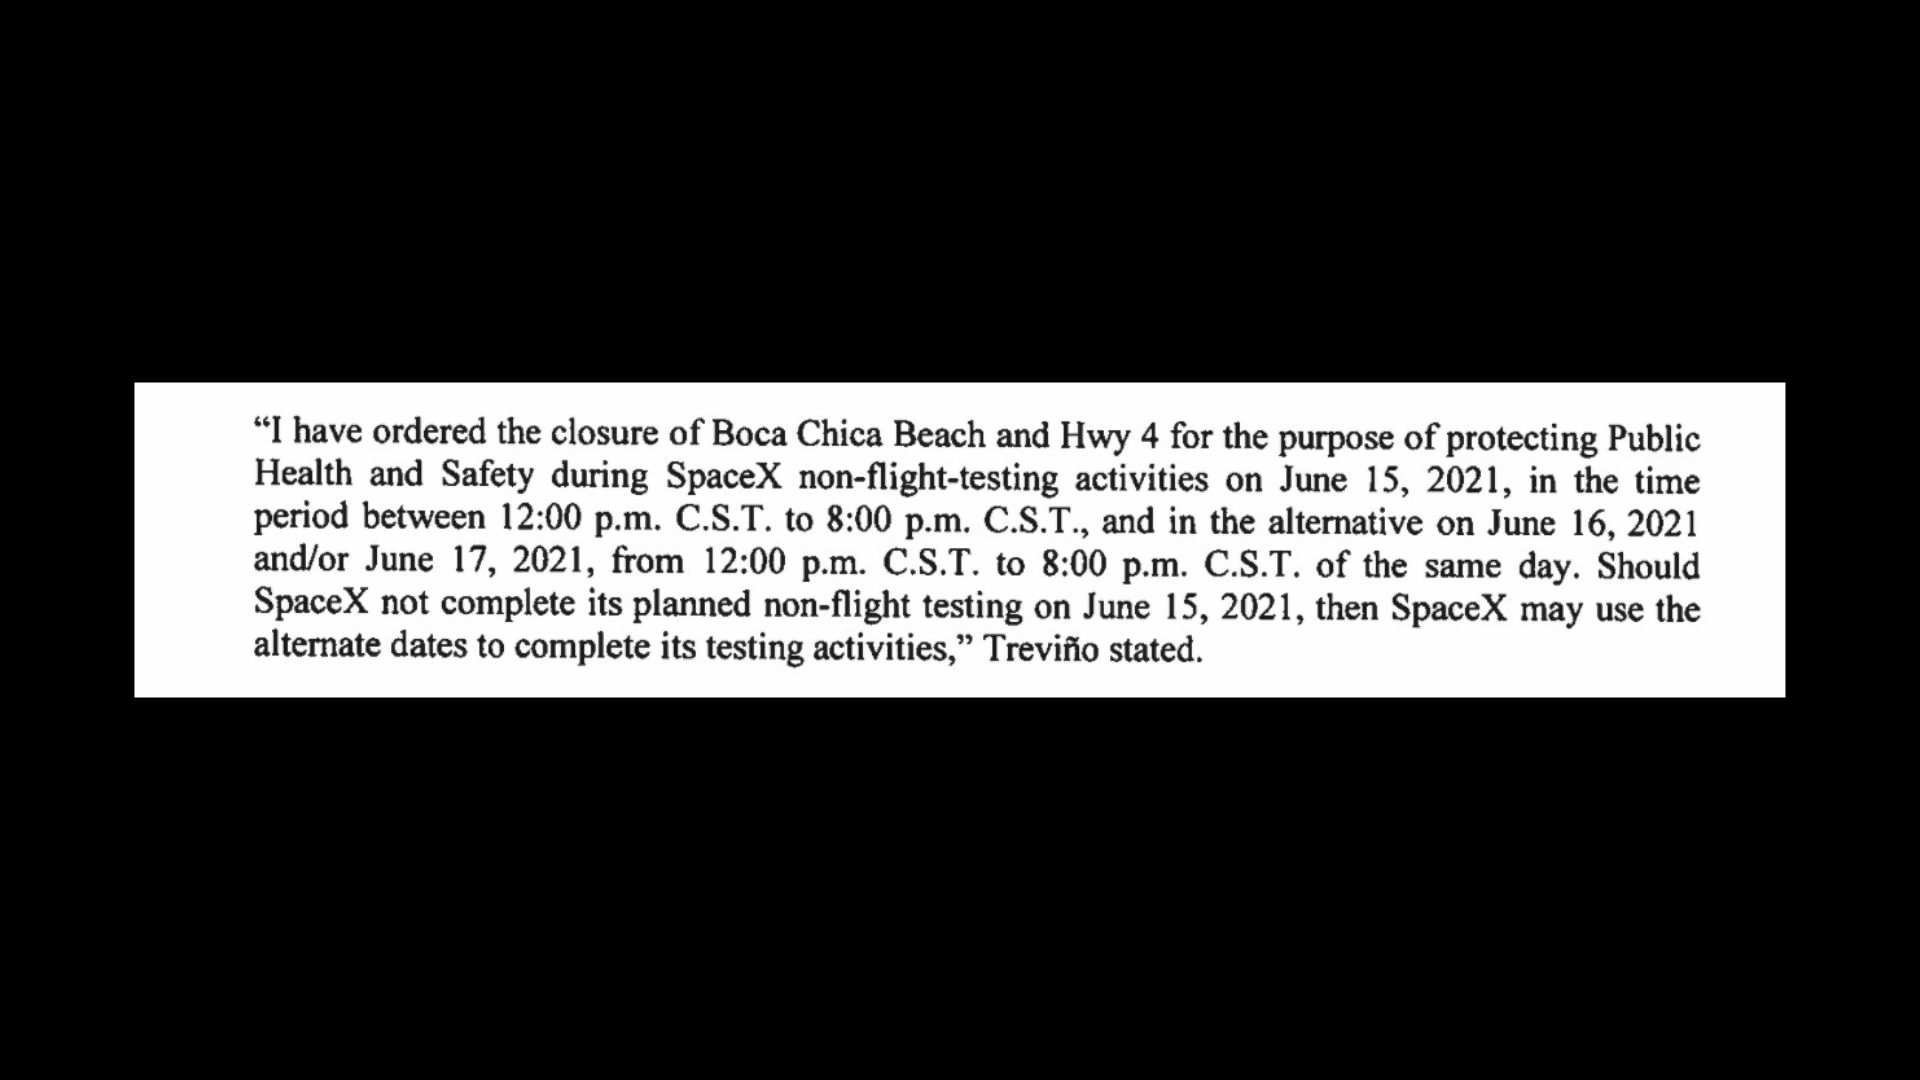 “I have ordered the closure of Boca Chica Beach and Hwy 4 for the purpose of protecting Public
Health and Safety during SpaceX non-flight-testing activities on June 15, 2021, in the time
period between 12:00 p.m. C.S.T. to 8:00 p.m. C.S.T., and in the alternative on June 16, 2021
and/or June 17, 2021, from 12:00 p.m. C.S.T. to 8:00 p.m. C.S.T. of the same day. Should
SpaceX not complete its planned non-flight testing on June 15, 2021, then SpaceX may use the
alternate dates to complete its testing activities,” Treviño stated.